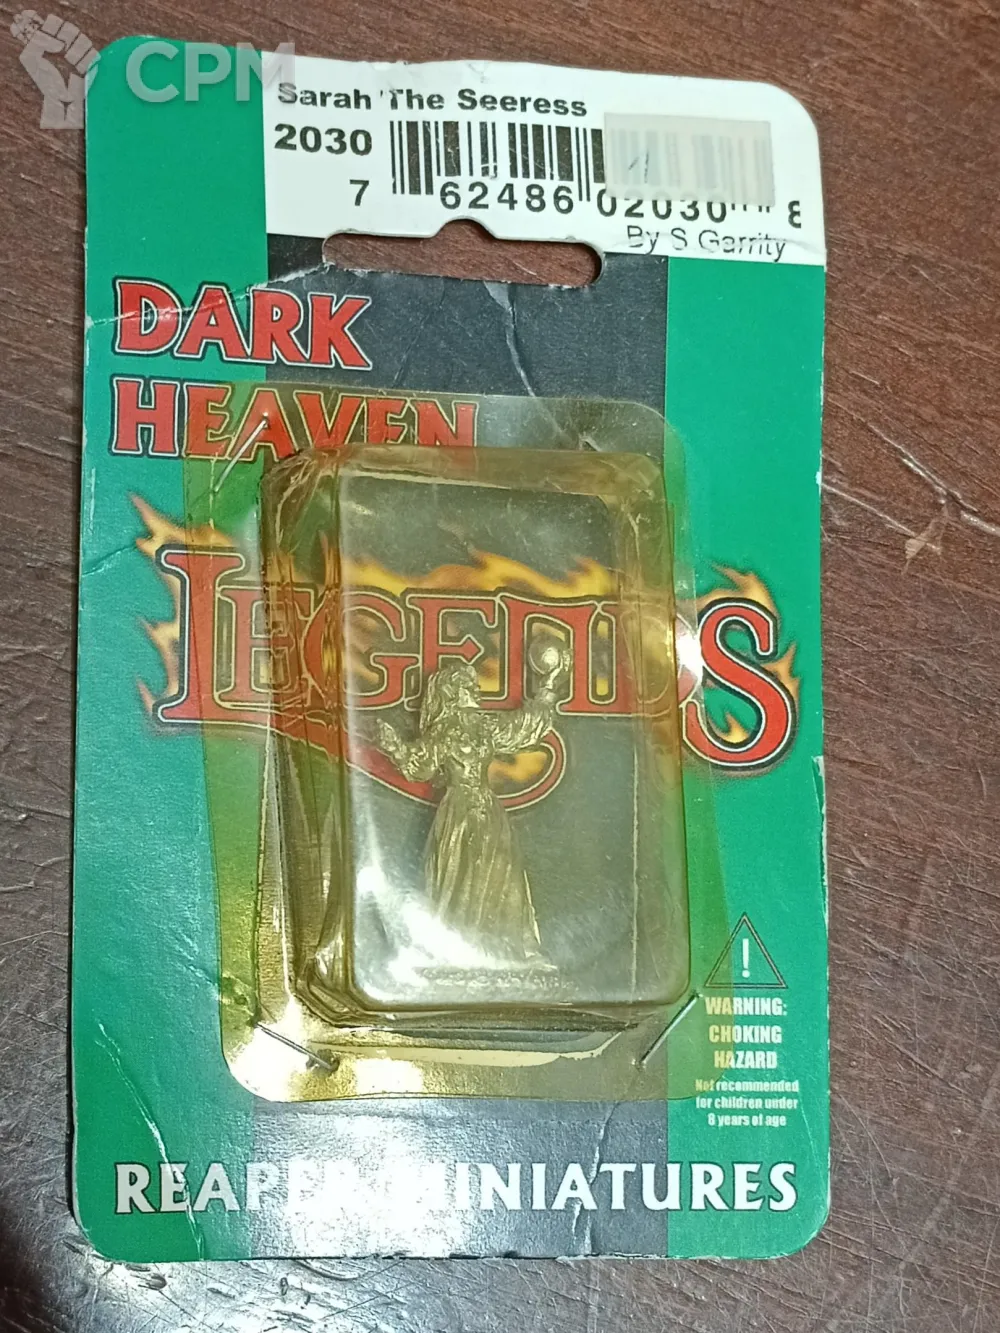 CPM
Sarah The Seeress
2030
7 62486 02030 8
By S Garrity
DARK
HEAVEN
LEGENDS
WARNING:
CHOKING
HAZARD
Not recommended
for children under
8 years of age
REAPER MINIATURES